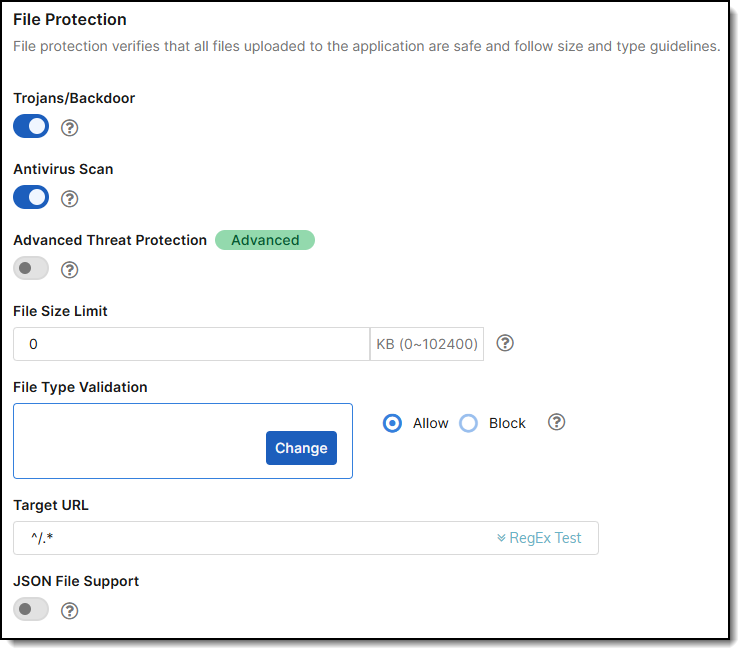 File Protection
File protection verifies that all files uploaded to the application are safe and follow size and type guidelines.
Trojans/Backdoor
?
Antivirus Scan
?
Advanced Threat Protection Advanced
?
File Size Limit
0 KB (0~102400) ?
File Type Validation
Allow Block ?
Change
Target URL
^/.* RegEx Test
JSON File Support
?